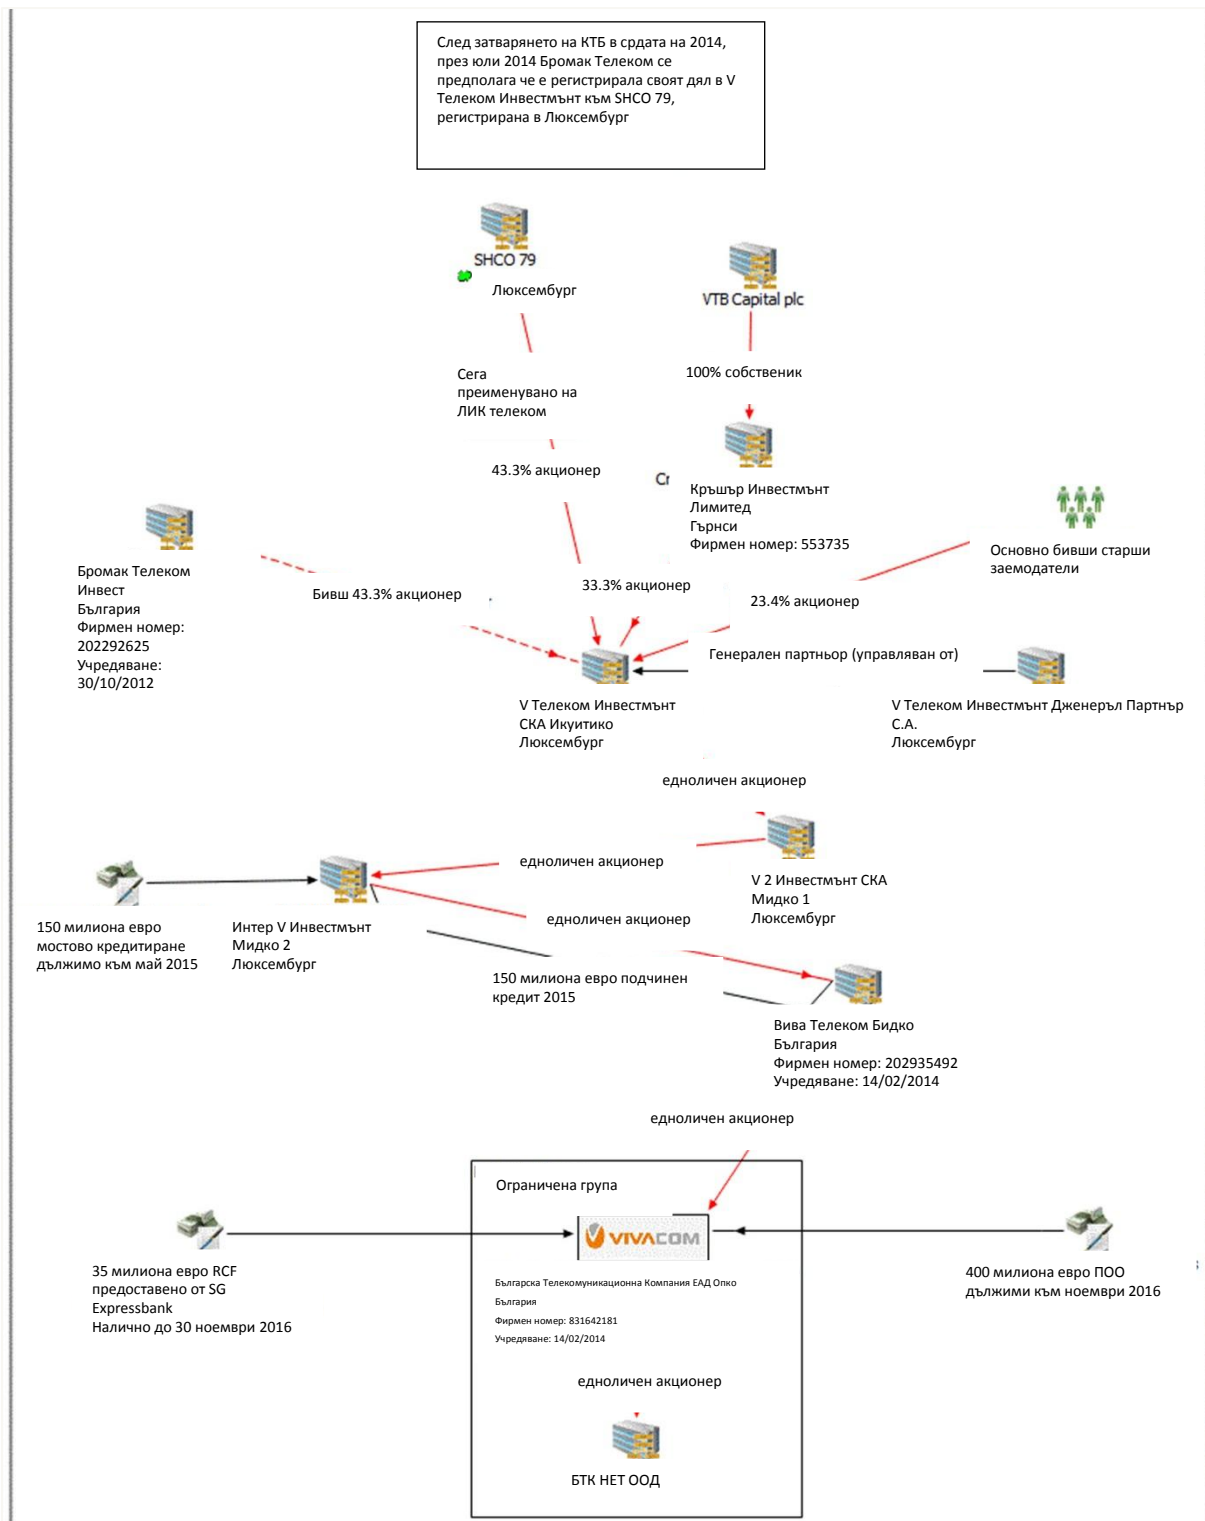 След затварянето на КТБ в срдата на 2014,
през юли 2014 Бромак Телеком се
предполага че е регистрирала своят дял в V
Телеком Инвестмънт към SHCO 79,
регистрирана в Люксембург
SHCO 79
Люксембург
VTB Capital plc
Сега
преименувано на
ЛИК телеком
100% собственик
43.3% акционер
Кръшър Инвестмънт
Лимитед
Гърнси
Фирмен номер: 553735
Основно бивши старши
заемодатели
Бромак Телеком
Инвест
България
Фирмен номер:
202292625
Учредяване:
30/10/2012
Бивш 43.3% акционер
33.3% акционер
23.4% акционер
Генерален партньор (управляван от)
V Телеком Инвестмънт
СКА Икуитико
Люксембург
V Телеком Инвестмънт Дженеръл Партнър
С.А.
Люксембург
едноличен акционер
едноличен акционер
V 2 Инвестмънт СКА
Мидко 1
Люксембург
150 милиона евро
мостово кредитиране
дължимо към май 2015
Интер V Инвестмънт
Мидко 2
Люксембург
едноличен акционер
150 милиона евро подчинен
кредит 2015
Вива Телеком Бидко
България
Фирмен номер: 202935492
Учредяване: 14/02/2014
едноличен акционер
Ограничена група
VIVACOM
35 милиона евро RCF
предоставено от SG
Expressbank
Налично до 30 ноември 2016
400 милиона евро ПОО
дължими към ноември 2016
Българска Телекомуникационна Компания ЕАД Опко
България
Фирмен номер: 831642181
Учредяване: 14/02/2014
едноличен акционер
БТК НЕТ ООД